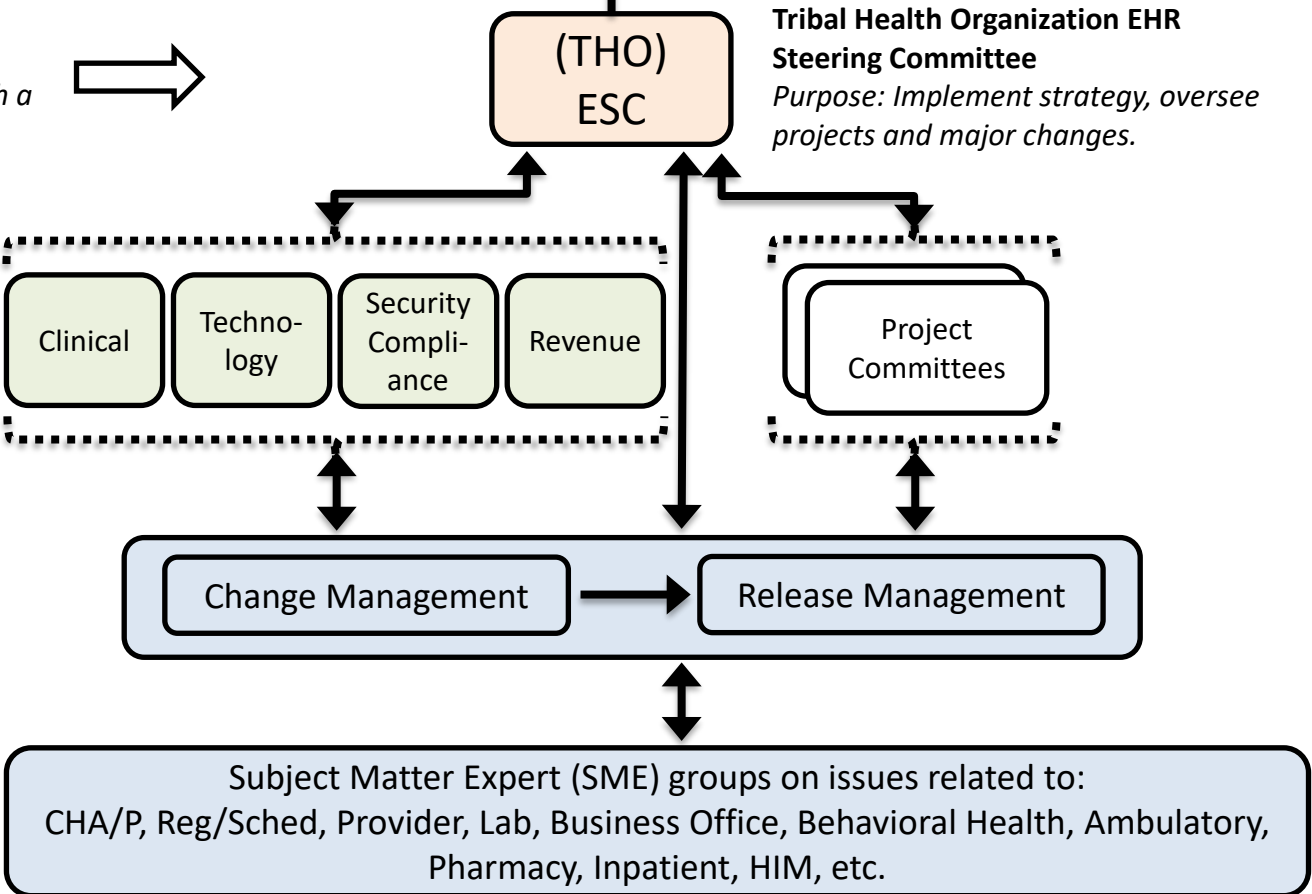 Tribal Health Organization EHR
Steering Committee
Purpose: Implement strategy, oversee
projects and major changes.
a
(THO)
ESC
Clinical
Techno-
logy
Security
Compli-
ance
Revenue
Project
Committees
Change Management
Release Management
Subject Matter Expert (SME) groups on issues related to:
CHA/P, Reg/Sched, Provider, Lab, Business Office, Behavioral Health, Ambulatory,
Pharmacy, Inpatient, HIM, etc.